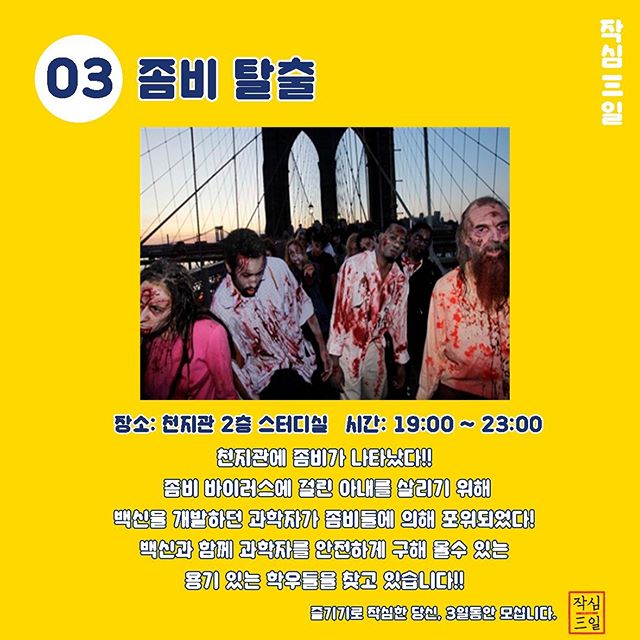 03 좀비 탈출
작심 三일
장소: 천지관 2층 스터디실 시간: 19:00 ~ 23:00
천지관에 좀비가 나타났다!!
좀비 바이러스에 걸린 아내를 살리기 위해
백신을 개발하던 과학자가 좀비들에 의해 포위되었다!
백신과 함께 과학자를 안전하게 구해 올수 있는
용기 있는 학우들을 찾고 있습니다!!
즐기기로 작심한 당신, 3일동안 모십니다.
작심
三일